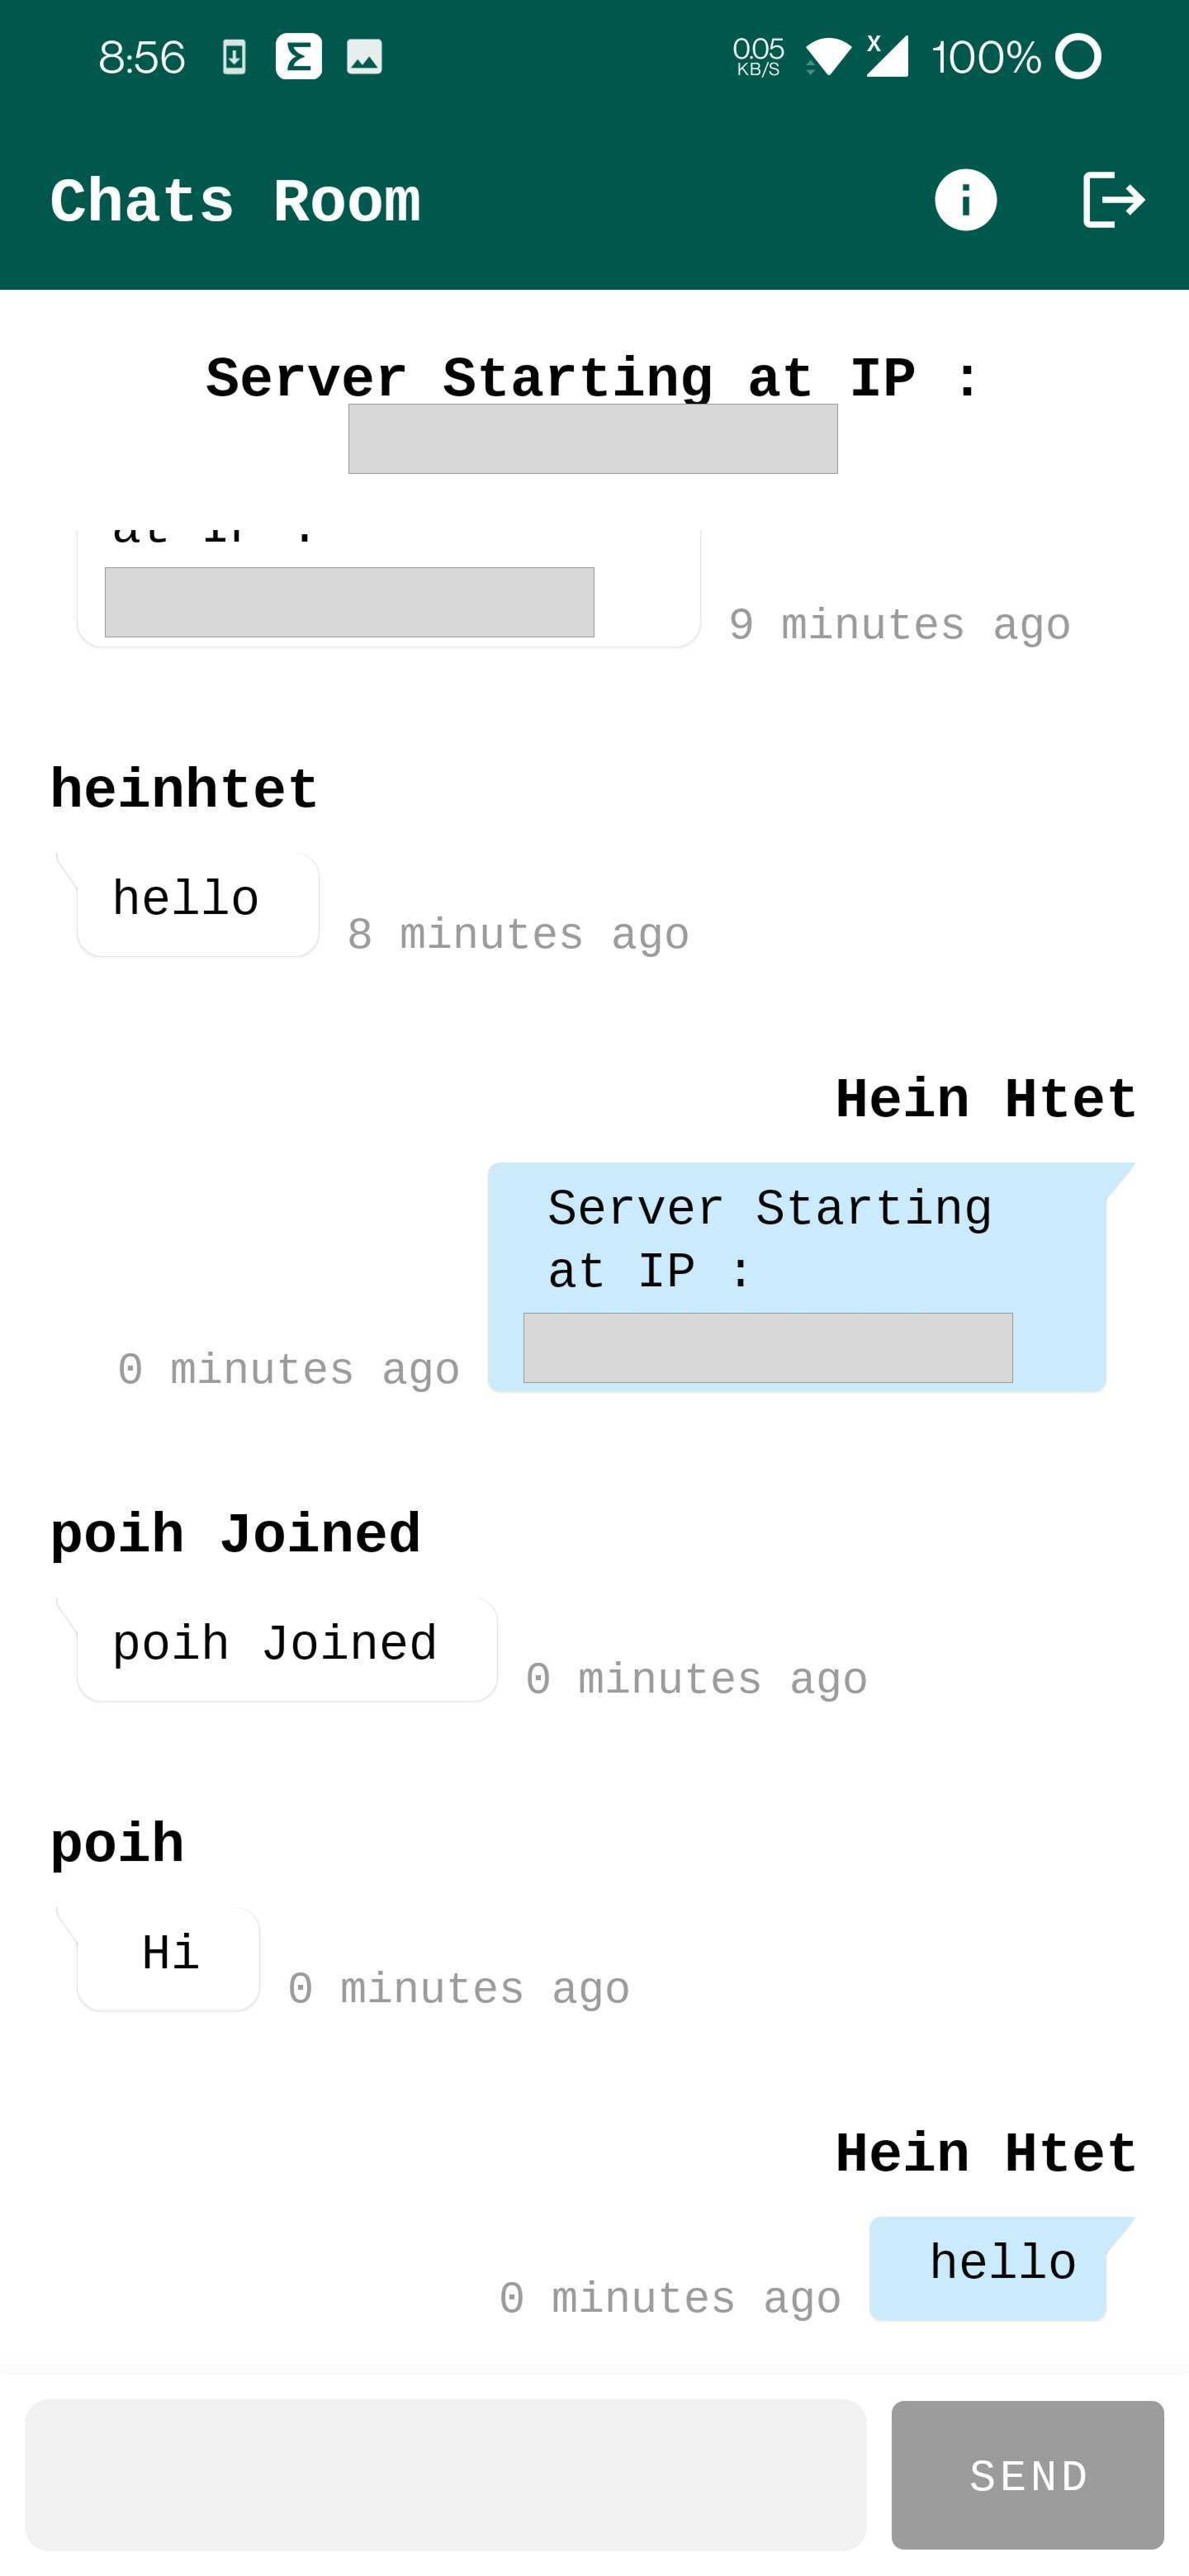 8:56 0.05 KB/S X 100%
Chats Room
Server Starting at IP :
at IP :
9 minutes ago
heinhtet
hello
8 minutes ago
Hein Htet
Server Starting
at IP :
0 minutes ago
poih Joined
poih Joined
0 minutes ago
poih
Hi
0 minutes ago
Hein Htet
hello
0 minutes ago
SEND